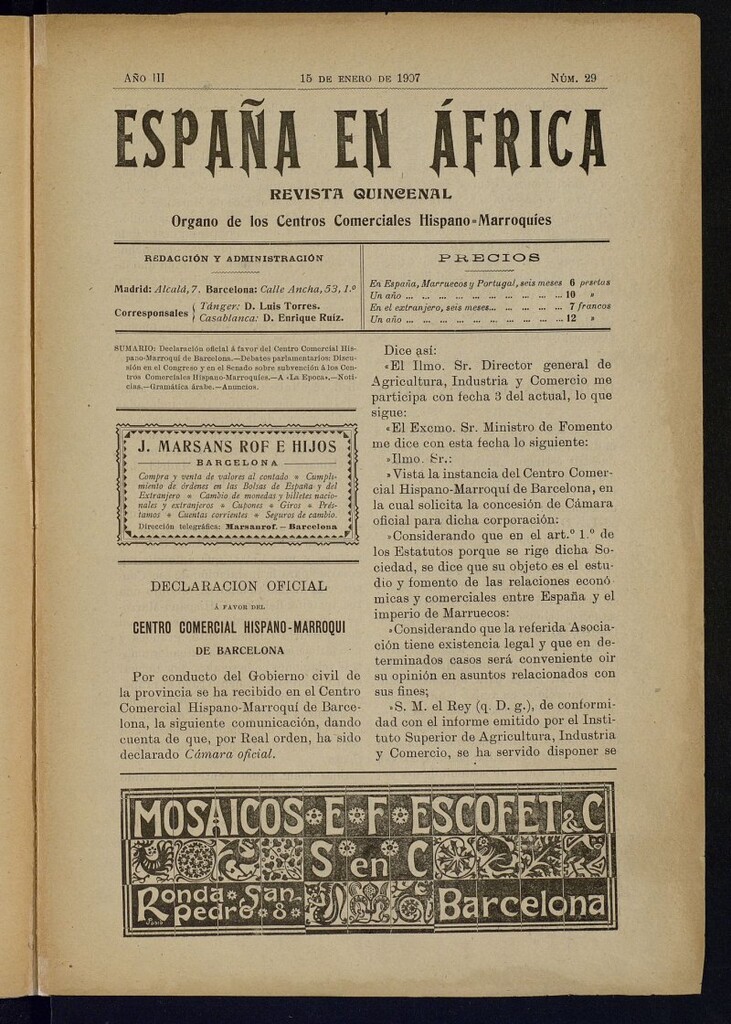 AÑO III
15 DE ENERO DE 1907
NÚM. 29
ESPAÑA EN ÁFRICA
REVISTA QUINCENAL
Organo de los Centros Comerciales Hispano-Marroquíes
REDACCIÓN Y ADMINISTRACIÓN
Madrid: Alcalá, 7. Barcelona: Calle Ancha, 53, 1.º
Corresponsales { Tánger: D. Luis Torres.
Casablanca: D. Enrique Ruíz.
PRECIOS
En España, Marruecos y Portugal, seis meses 6 pesetas
Un año ... ... ... ... ... ... ... ... ... ... 10 »
En el extranjero, seis meses... ... ... ... ... 7 francos
Un año ... ... ... ... ... ... ... ... ... ... 12 »
SUMARIO: Declaración oficial á favor del Centro Comercial His-
pano-Marroquí de Barcelona.—Debates parlamentarios: Discu-
sión en el Congreso y en el Senado sobre subvención á los Cen-
tros Comerciales Hispano-Marroquíes.—A «La Epoca».—Noti-
cias.—Gramática árabe.—Anuncios.
J. MARSANS ROF E HIJOS
BARCELONA
Compra y venta de valores al contado * Cumpli-
miento de órdenes en las Bolsas de España y del
Extranjero * Cambio de monedas y billetes nacio-
nales y extranjeros * Cupones * Giros * Prés-
tamos * Cuentas corrientes * Seguros de cambio.
Dirección telegráfica: Marsansrof. – Barcelona
DECLARACION OFICIAL
Á FAVOR DEL
CENTRO COMERCIAL HISPANO-MARROQUI
DE BARCELONA
Por conducto del Gobierno civil de
la provincia se ha recibido en el Centro
Comercial Hispano-Marroquí de Barce-
lona, la siguiente comunicación, dando
cuenta de que, por Real orden, ha sido
declarado Cámara oficial.
Dice así:
«El Ilmo. Sr. Director general de
Agricultura, Industria y Comercio me
participa con fecha 3 del actual, lo que
sigue:
«El Excmo. Sr. Ministro de Fomento
me dice con esta fecha lo siguiente:
»Ilmo. Sr.:
»Vista la instancia del Centro Comer-
cial Hispano-Marroquí de Barcelona, en
la cual solicita la concesión de Cámara
oficial para dicha corporación:
»Considerando que en el art.º 1.º de
los Estatutos porque se rige dicha So-
ciedad, se dice que su objeto es el estu-
dio y fomento de las relaciones econó-
micas y comerciales entre España y el
imperio de Marruecos:
»Considerando que la referida Asocia-
ción tiene existencia legal y que en de-
terminados casos será conveniente oir
su opinión en asuntos relacionados con
sus fines;
»S. M. el Rey (q. D. g.), de conformi-
dad con el informe emitido por el Insti-
tuto Superior de Agricultura, Industria
y Comercio, se ha servido disponer se
MOSAICOS E F ESCOFET & C
S en C
Ronda San
Pedro 8
Barcelona